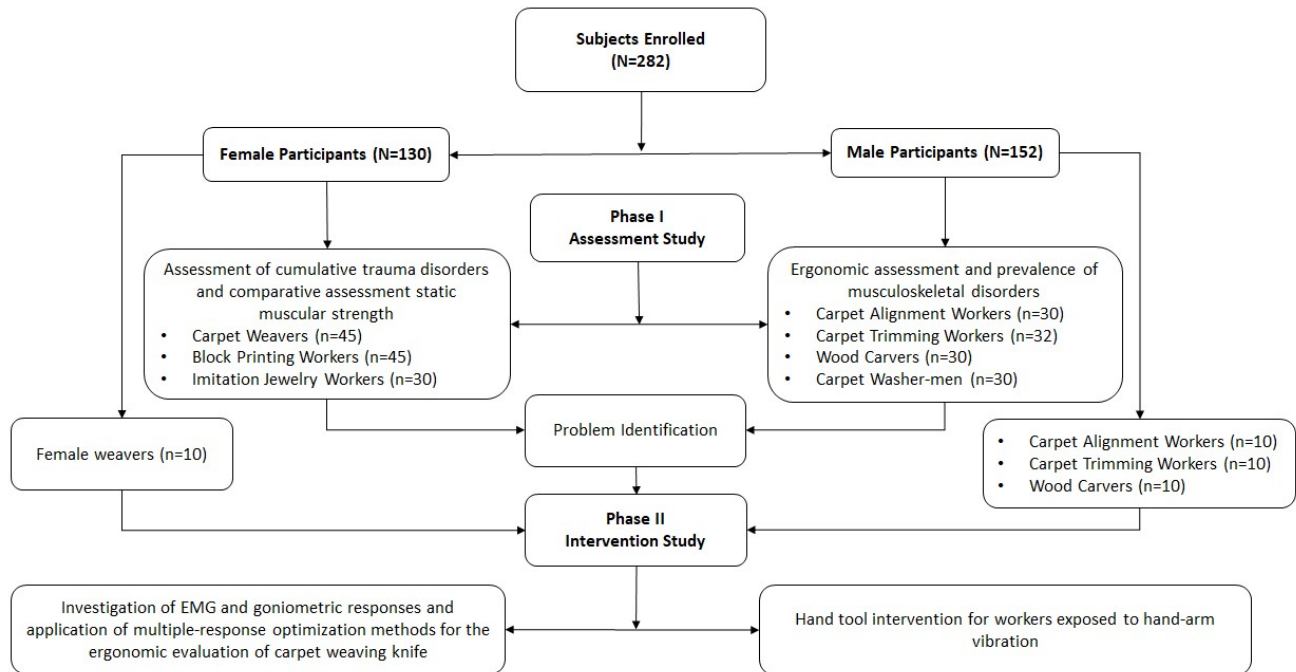 Subjects Enrolled
(N=282)
Female Participants (N=130)
Male Participants (N=152)
Phase I
Assessment Study
Assessment of cumulative trauma disorders
and comparative assessment static
muscular strength
• Carpet Weavers (n=45)
• Block Printing Workers (n=45)
• Imitation Jewelry Workers (n=30)
Ergonomic assessment and prevalence of
musculoskeletal disorders
• Carpet Alignment Workers (n=30)
• Carpet Trimming Workers (n=32)
• Wood Carvers (n=30)
• Carpet Washer-men (n=30)
Problem Identification
Female weavers (n=10)
• Carpet Alignment Workers (n=10)
• Carpet Trimming Workers (n=10)
• Wood Carvers (n=10)
Phase II
Intervention Study
Investigation of EMG and goniometric responses and
application of multiple-response optimization methods for the
ergonomic evaluation of carpet weaving knife
Hand tool intervention for workers exposed to hand-arm
vibration